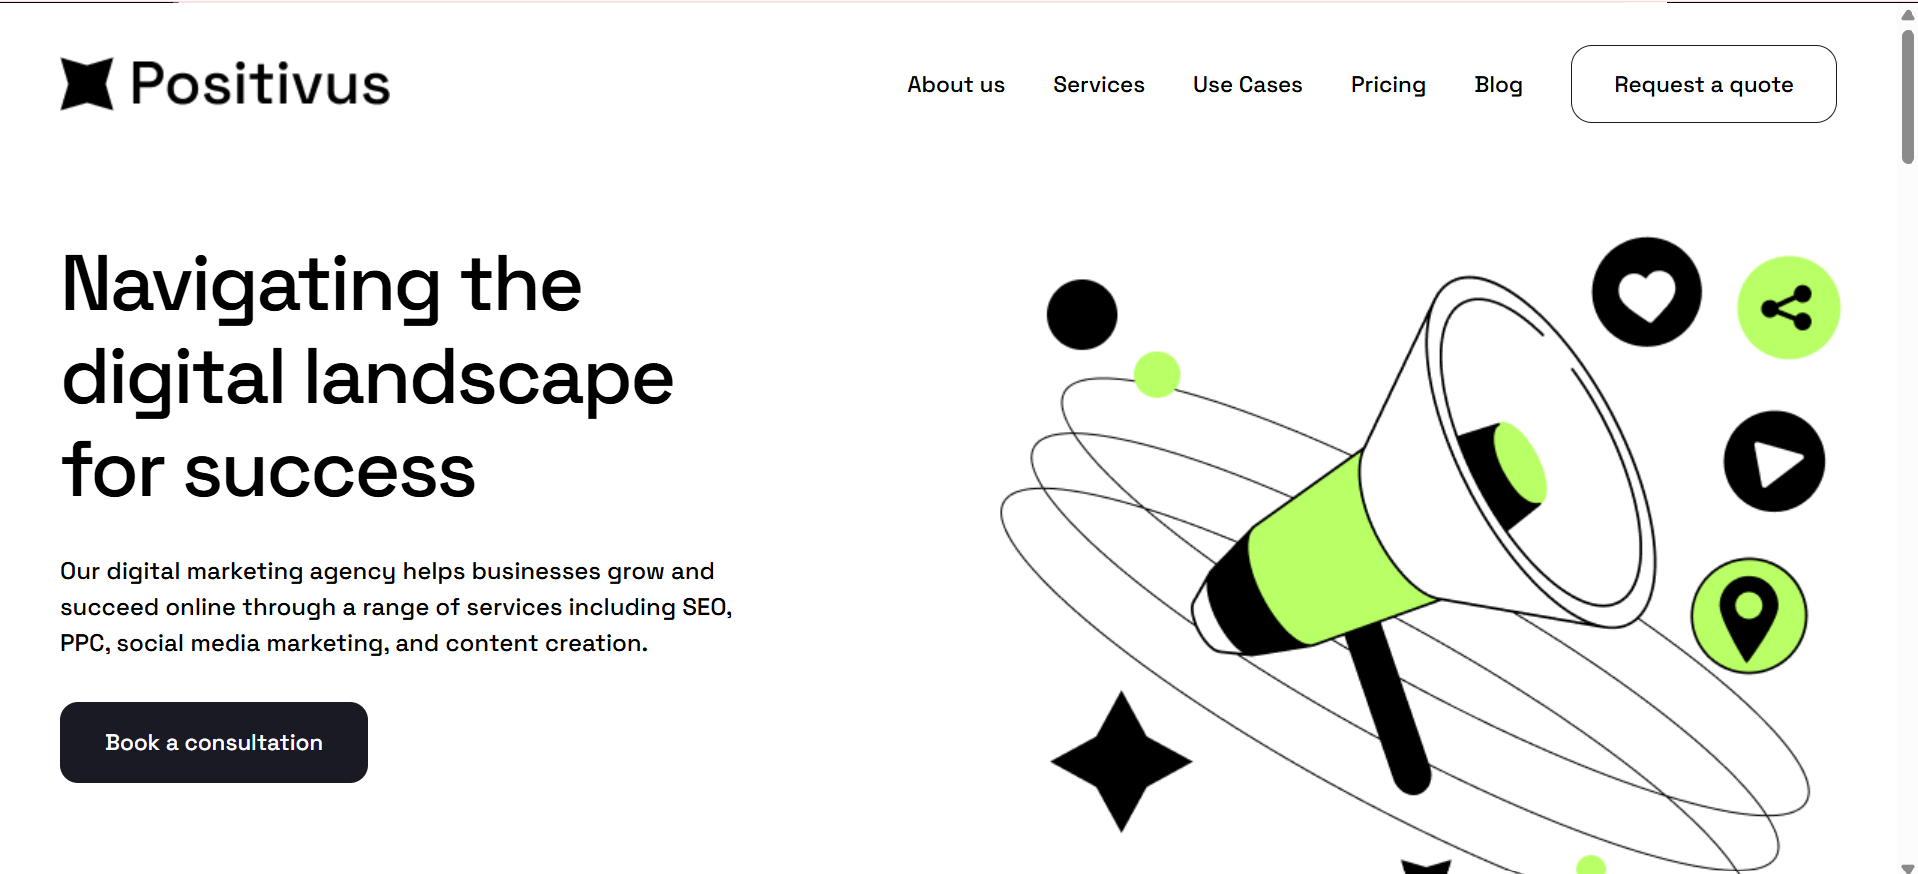 Positivus
About us Services Use Cases Pricing Blog Request a quote
Navigating the
digital landscape
for success
Our digital marketing agency helps businesses grow and
succeed online through a range of services including SEO,
PPC, social media marketing, and content creation.
Book a consultation